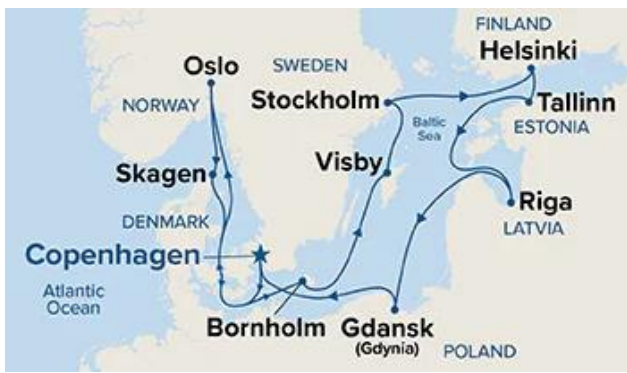 FINLAND
Helsinki
Oslo
SWEDEN
Stockholm
Tallinn
NORWAY
Baltic
Sea
ESTONIA
Visby
Skagen
Riga
LATVIA
DENMARK
Copenhagen
Atlantic
Ocean
Bornholm
Gdansk
(Gdynia)
POLAND